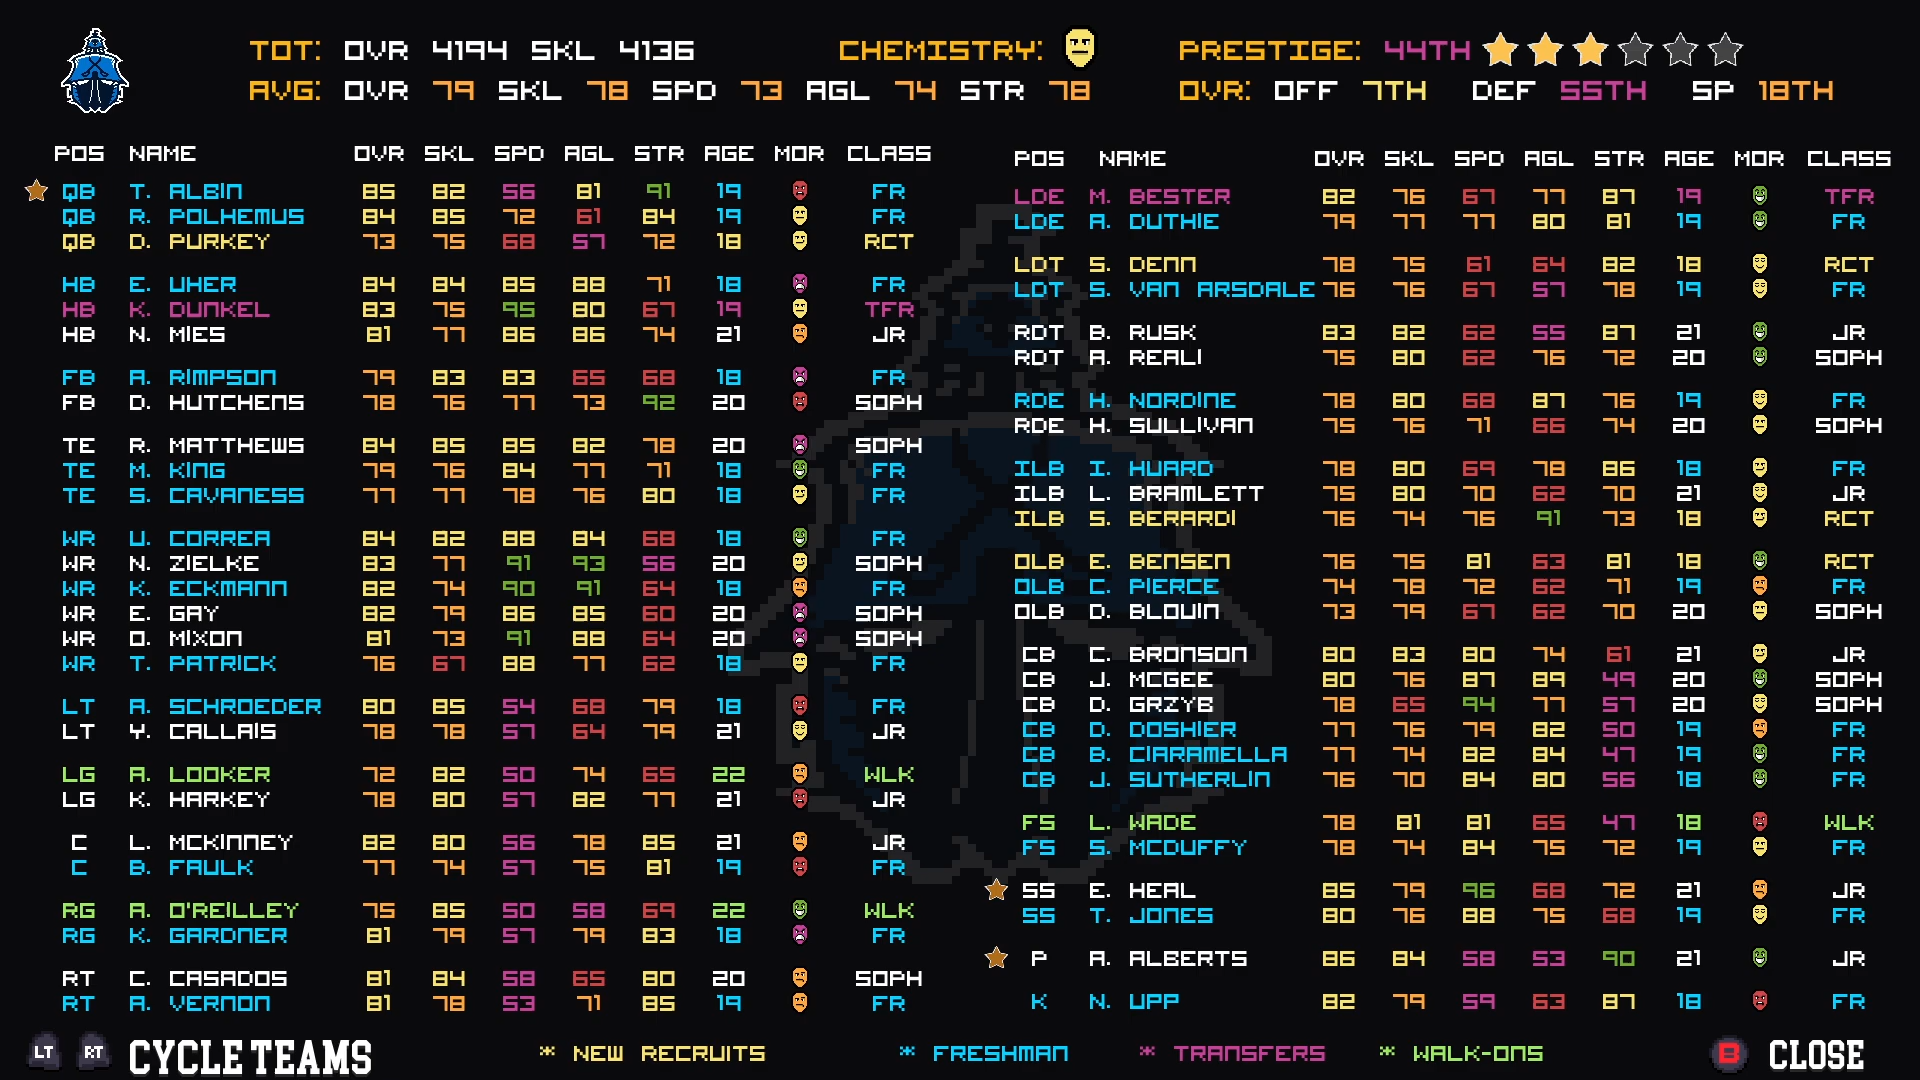 TOT: OVR 4194 SKL 4136 CHEMISTRY: PRESTIGE: 44TH
AVG: OVR 79 SKL 78 SPD 73 AGL 74 STR 78 OVR: OFF 7TH DEF 55TH SP 18TH
POS NAME OVR SKL SPD AGL STR AGE MOR CLASS
QB T. ALBIN 85 82 56 81 91 19 FR
QB R. POLHEMUS 84 85 72 61 84 19 FR
QB D. PURKEY 73 75 68 57 72 18 RCT
HB E. UHER 84 84 85 88 71 18 FR
HB K. DUNKEL 83 75 95 80 67 19 TFR
HB N. MIES 81 77 86 86 74 21 JR
FB A. RIMPSON 79 83 83 65 68 18 FR
FB D. HUTCHENS 78 76 77 73 92 20 SOPH
TE R. MATTHEWS 84 85 85 82 78 20 SOPH
TE M. KING 79 76 84 77 71 18 FR
TE S. CAVANESS 77 77 78 76 80 18 FR
WR U. CORREA 84 82 88 84 68 18 FR
WR N. ZIELKE 83 77 91 93 56 20 SOPH
WR K. ECKMANN 82 74 90 91 64 18 FR
WR E. GAY 82 79 86 85 60 20 SOPH
WR O. MIXON 81 73 91 88 64 20 SOPH
WR T. PATRICK 76 67 88 77 62 18 FR
LT A. SCHROEDER 80 85 54 68 79 18 FR
LT Y. CALLAIS 78 78 57 64 79 21 JR
LG A. LOOKER 72 82 50 74 65 22 WLK
LG K. HARKEY 78 80 57 82 77 21 JR
C L. MCKINNEY 82 80 56 78 85 21 JR
C B. FAULK 77 74 57 75 81 19 FR
RG A. O'REILLEY 75 85 50 58 69 22 WLK
RG K. GARDNER 81 79 57 79 83 18 FR
RT C. CASADOS 81 84 58 65 80 20 SOPH
RT A. VERNON 81 78 53 71 85 19 FR
POS NAME OVR SKL SPD AGL STR AGE MOR CLASS
LDE M. BESTER 82 76 67 77 87 19 TFR
LDE A. DUTHIE 79 77 77 80 81 19 FR
LDT S. DENN 78 75 61 64 82 18 RCT
LDT S. VAN ARSDALE 76 76 67 57 78 19 FR
RDT B. RUSK 83 82 62 55 87 21 JR
RDT A. REALI 75 80 62 76 72 20 SOPH
RDE H. NORDINE 78 80 68 87 76 19 FR
RDE H. SULLIVAN 75 76 71 66 74 20 SOPH
ILB I. HUARD 78 80 69 78 86 18 FR
ILB L. BRAMLETT 75 80 70 62 70 21 JR
ILB S. BERARDI 76 74 76 91 73 18 RCT
OLB E. BENSEN 76 75 81 63 81 18 RCT
OLB C. PIERCE 74 78 72 62 71 19 FR
OLB D. BLOUIN 73 79 67 62 70 20 SOPH
CB C. BRONSON 80 83 80 74 61 21 JR
CB J. MCGEE 80 76 87 89 49 20 SOPH
CB D. GRZYB 78 65 94 77 57 20 SOPH
CB D. DOSHIER 77 76 79 82 50 19 FR
CB B. CIARAMELLA 77 74 82 84 47 19 FR
CB J. SUTHERLIN 76 70 84 80 56 18 FR
FS L. WADE 78 81 81 65 47 18 WLK
FS S. MCDUFFY 78 74 84 75 72 19 FR
SS E. HEAL 85 79 96 68 72 21 JR
SS T. JONES 80 76 88 75 68 19 FR
P A. ALBERTS 86 84 58 53 90 21 JR
K N. UPP 82 79 59 63 87 18 FR
LT RT CYCLE TEAMS * NEW RECRUITS * FRESHMAN * TRANSFERS * WALK-ONS B CLOSE